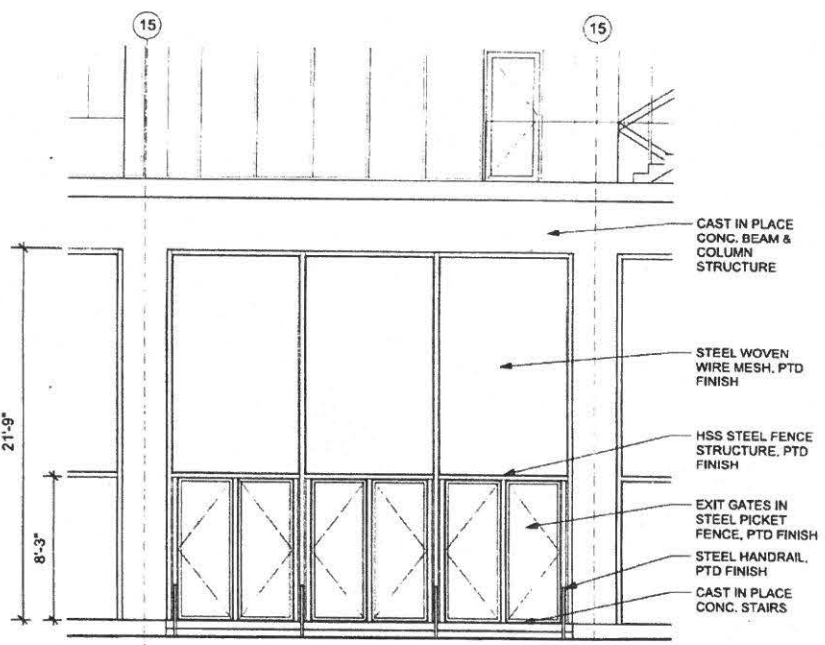 15
15
CAST IN PLACE
CONC. BEAM &
COLUMN
STRUCTURE
STEEL WOVEN
WIRE MESH, PTD
FINISH
21'-9"
HSS STEEL FENCE
STRUCTURE, PTD
FINISH
8'-3"
EXIT GATES IN
STEEL PICKET
FENCE, PTD FINISH
STEEL HANDRAIL,
PTD FINISH
CAST IN PLACE
CONC. STAIRS